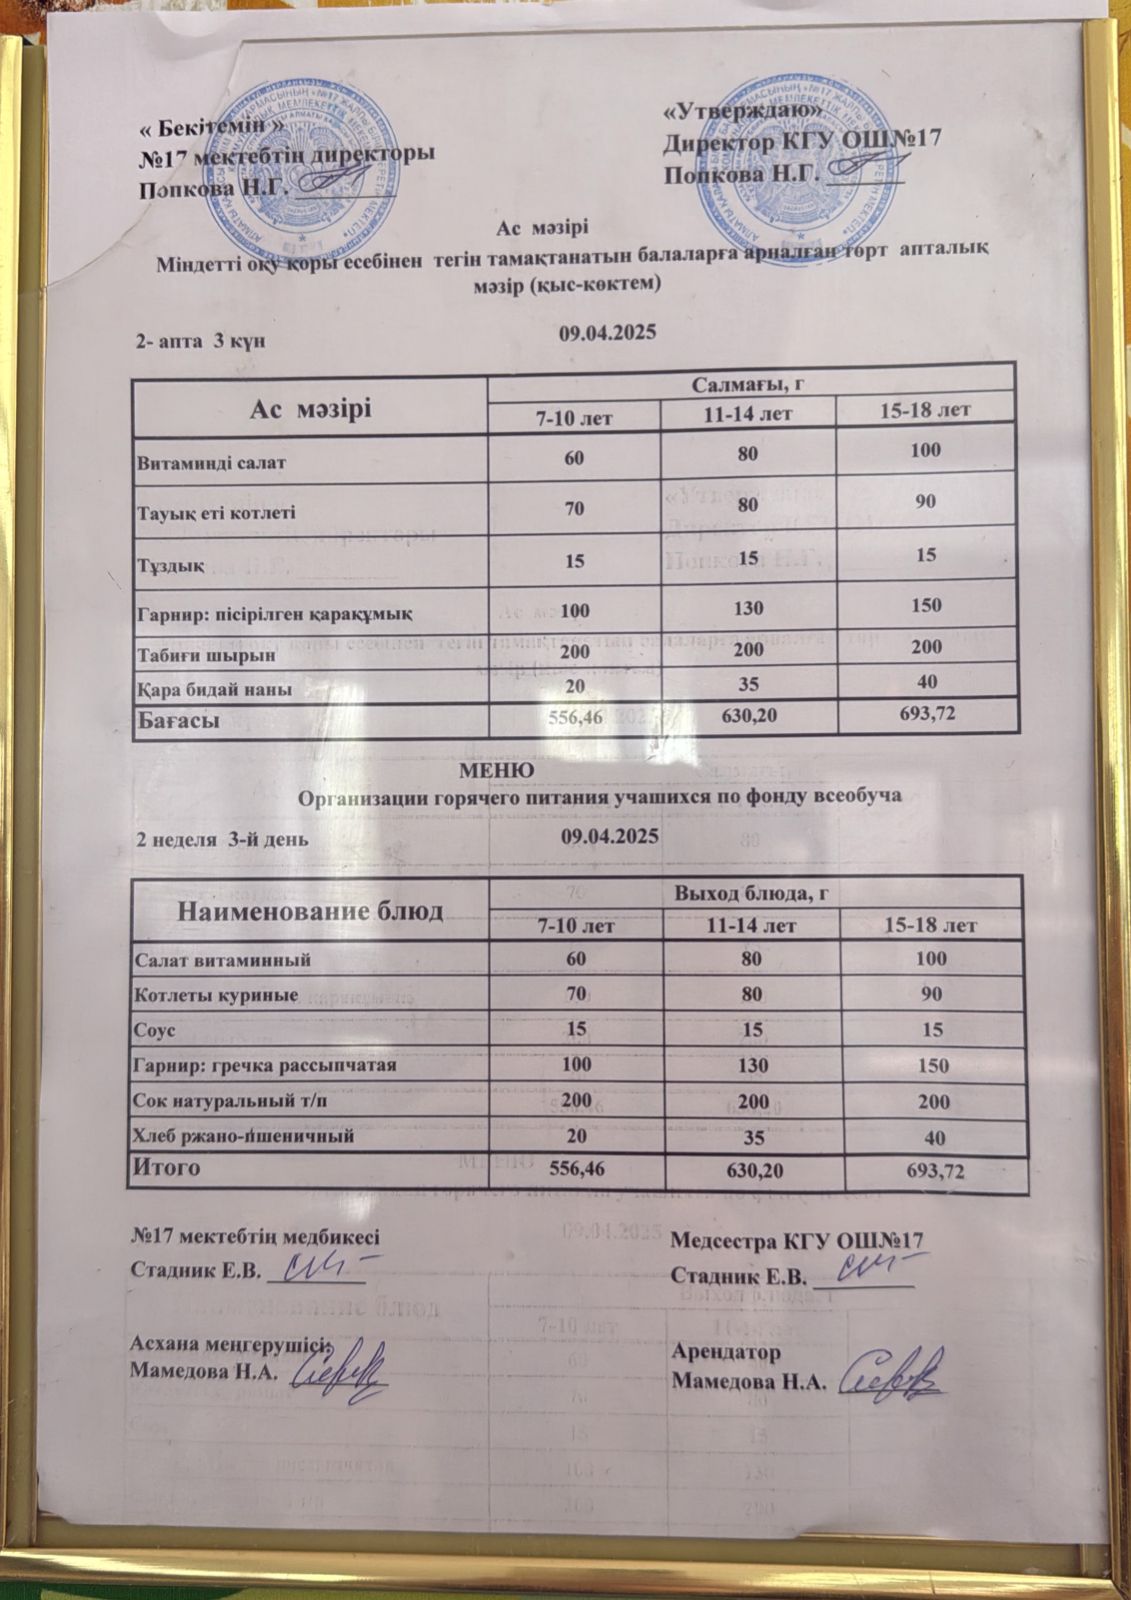 « Бекітемін »
№17 мектебтің директоры
Попкова Н.Г.
«Утверждаю»
Директор КГУ ОШ№17
Попкова Н.Г.
Ас мәзірі
Міндетті оқу қоры есебінен тегін тамақтанатын балаларға арналған төрт апталық
мәзір (қыс-көктем)
2- апта 3 күн 09.04.2025
Ас мәзірі Салмағы, г
7-10 лет 11-14 лет 15-18 лет
Витаминді салат 60 80 100
Тауық еті котлеті 70 80 90
Тұздық 15 15 15
Гарнир: пісірілген қарақұмық 100 130 150
Табиғи шырын 200 200 200
Қара бидай наны 20 35 40
Бағасы 556,46 630,20 693,72
МЕНЮ
Организации горячего питания учашихся по фонду всеобуча
2 неделя 3-й день 09.04.2025
Наименование блюд Выход блюда, г
7-10 лет 11-14 лет 15-18 лет
Салат витаминный 60 80 100
Котлеты куриные 70 80 90
Соус 15 15 15
Гарнир: гречка рассыпчатая 100 130 150
Сок натуральный т/п 200 200 200
Хлеб ржано-пшеничный 20 35 40
Итого 556,46 630,20 693,72
№17 мектебтің медбикесі
Стадник Е.В.
Медсестра КГУ ОШ№17
Стадник Е.В.
Асхана меңгерушісі:
Мамедова Н.А.
Арендатор
Мамедова Н.А.